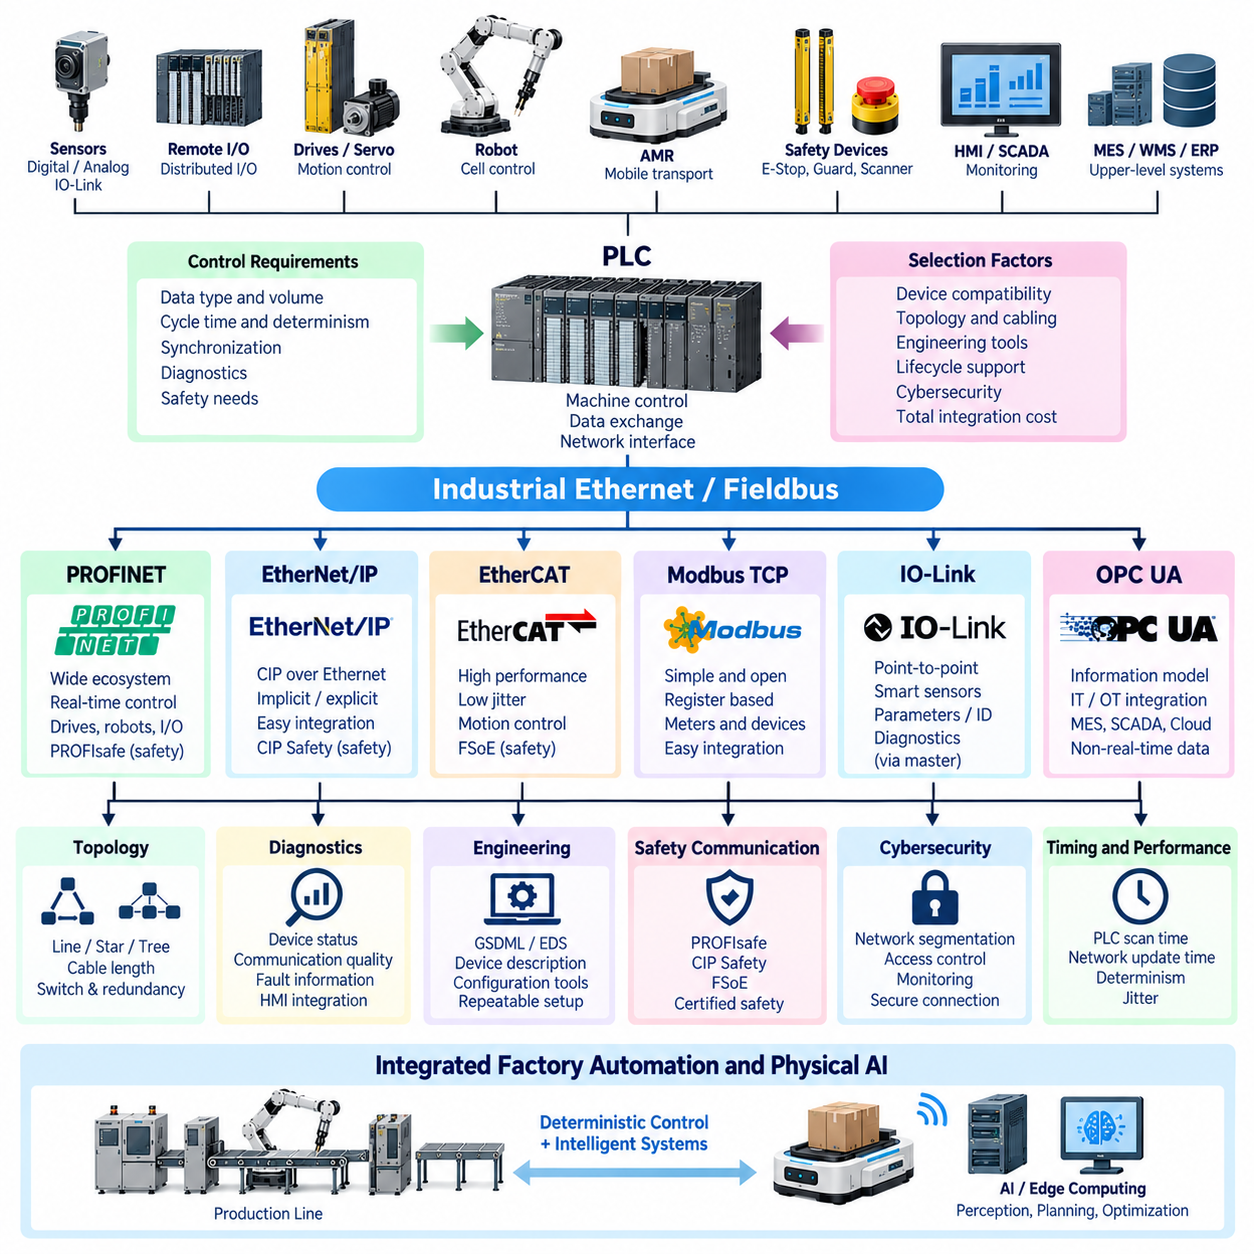 Sensors
Digital / Analog
IO-Link
Remote I/O
Distributed I/O
Drives / Servo
Motion control
Robot
Cell control
AMR
Mobile transport
Safety Devices
E-Stop, Guard, Scanner
HMI / SCADA
Monitoring
MES / WMS / ERP
Upper-level systems
Control Requirements
Data type and volume
Cycle time and determinism
Synchronization
Diagnostics
Safety needs
PLC
Machine control
Data exchange
Network interface
Selection Factors
Device compatibility
Topology and cabling
Engineering tools
Lifecycle support
Cybersecurity
Total integration cost
Industrial Ethernet / Fieldbus
PROFINET
PROFI
NET
Wide ecosystem
Real-time control
Drives, robots, I/O
PROFIsafe (safety)
EtherNet/IP
EtherNet/IP
CIP over Ethernet
Implicit / explicit
Easy integration
CIP Safety (safety)
EtherCAT
EtherCAT
High performance
Low jitter
Motion control
FSoE (safety)
Modbus TCP
Modbus
Simple and open
Register based
Meters and devices
Easy integration
IO-Link
IO-Link
Point-to-point
Smart sensors
Parameters / ID
Diagnostics
(via master)
OPC UA
OPC UA
Information model
IT / OT integration
MES, SCADA, Cloud
Non-real-time data
Topology
Line / Star / Tree
Cable length
Switch & redundancy
Diagnostics
Device status
Communication quality
Fault information
HMI integration
Engineering
GSDML / EDS
Device description
Configuration tools
Repeatable setup
Safety Communication
PROFIsafe
CIP Safety
FSoE
Certified safety
Cybersecurity
Network segmentation
Access control
Monitoring
Secure connection
Timing and Performance
PLC scan time
Network update time
Determinism
Jitter
Integrated Factory Automation and Physical AI
Production Line
Deterministic Control
+ Intelligent Systems
AI / Edge Computing
Perception, Planning, Optimization